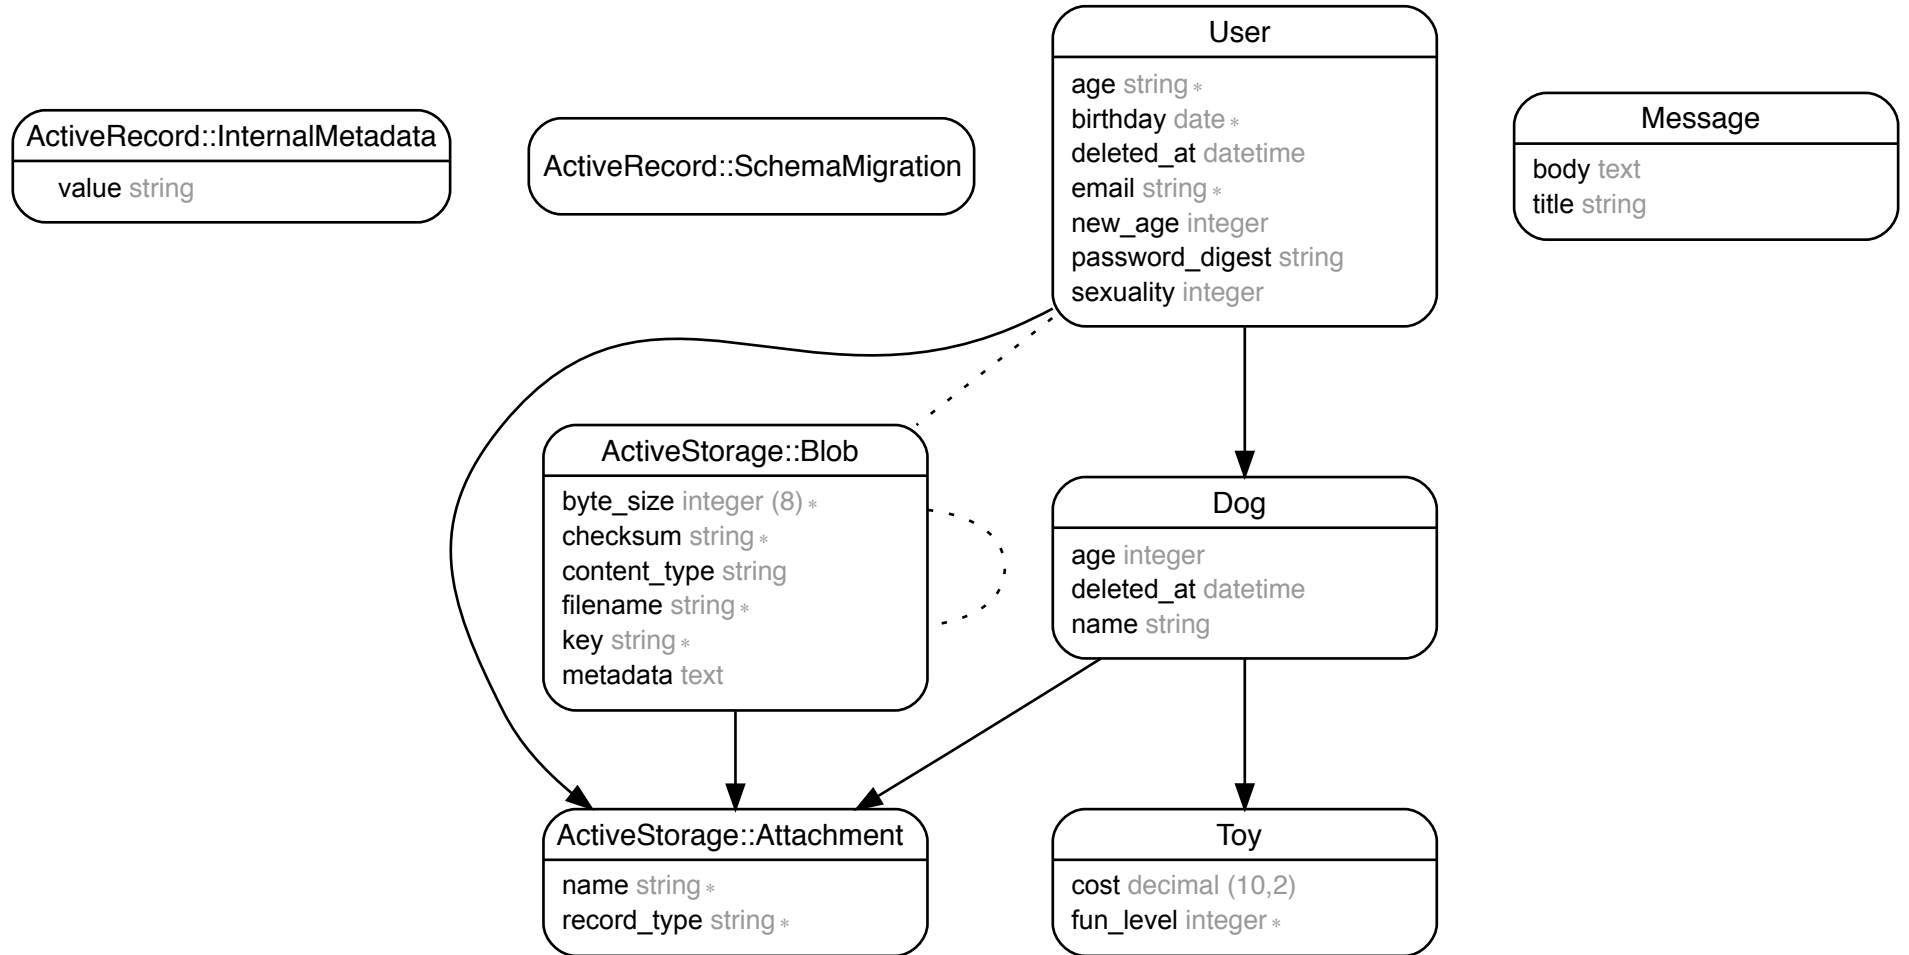 User
age string *
birthday date *
deleted_at datetime
email string *
new_age integer
password_digest string
sexuality integer
ActiveRecord::InternalMetadata
value string
ActiveRecord::SchemaMigration
Message
body text
title string
ActiveStorage::Blob
byte_size integer (8) *
checksum string *
content_type string
filename string *
key string *
metadata text
Dog
age integer
deleted_at datetime
name string
ActiveStorage::Attachment
name string *
record_type string *
Toy
cost decimal (10,2)
fun_level integer *